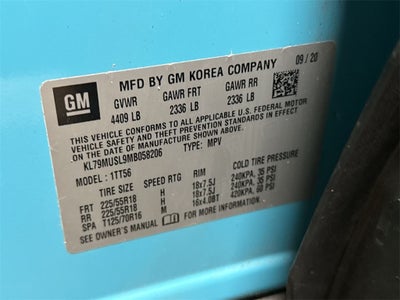 GM
MFD BY GM KOREA COMPANY 09/20
GVWR GAWR FRT GAWR RR
4409 LB 2336 LB 2336 LB
THIS VEHICLE CONFORMS TO ALL APPLICABLE U.S. FEDERAL MOTOR
VEHICLE SAFETY, BUMPER, AND THEFT PREVENTION STANDARDS
IN EFFECT ON THE DATE OF MANUFACTURE SHOWN ABOVE.
KL79MUSL9MB058206 TYPE: MPV
MODEL: 1TT56
TIRE SIZE SPEED RTG RIM COLD TIRE PRESSURE
FRT 225/55R18 H 18x7.5J 240KPA, 35 PSI
RR 225/55R18 H 18x7.5J 240KPA, 35 PSI
SPA T125/70R16 M 16x4.0BT 420KPA, 60 PSI
SEE OWNER'S MANUAL FOR ADDITIONAL INFORMATION.